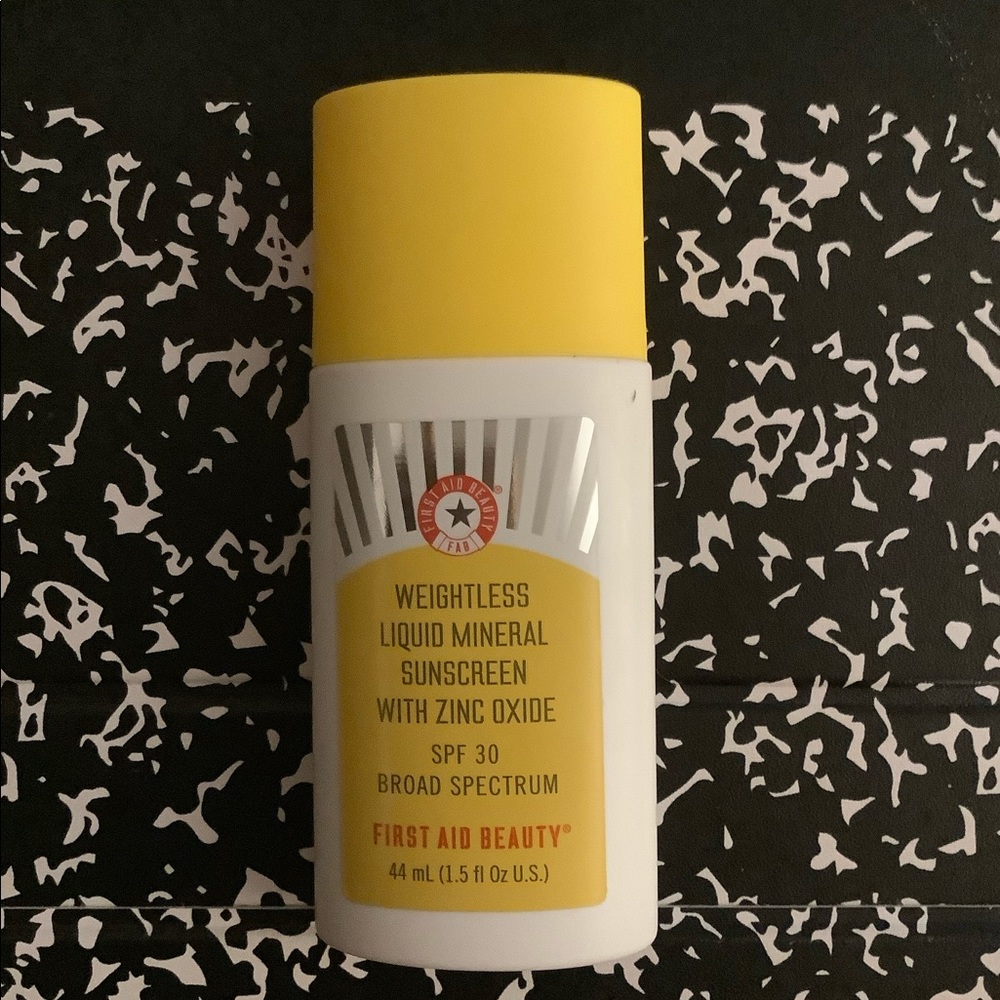 FIRST AID BEAUTY®
FAB
WEIGHTLESS
LIQUID MINERAL
SUNSCREEN
WITH ZINC OXIDE
SPF 30
BROAD SPECTRUM
FIRST AID BEAUTY®
44 mL (1.5 fl Oz U.S.)